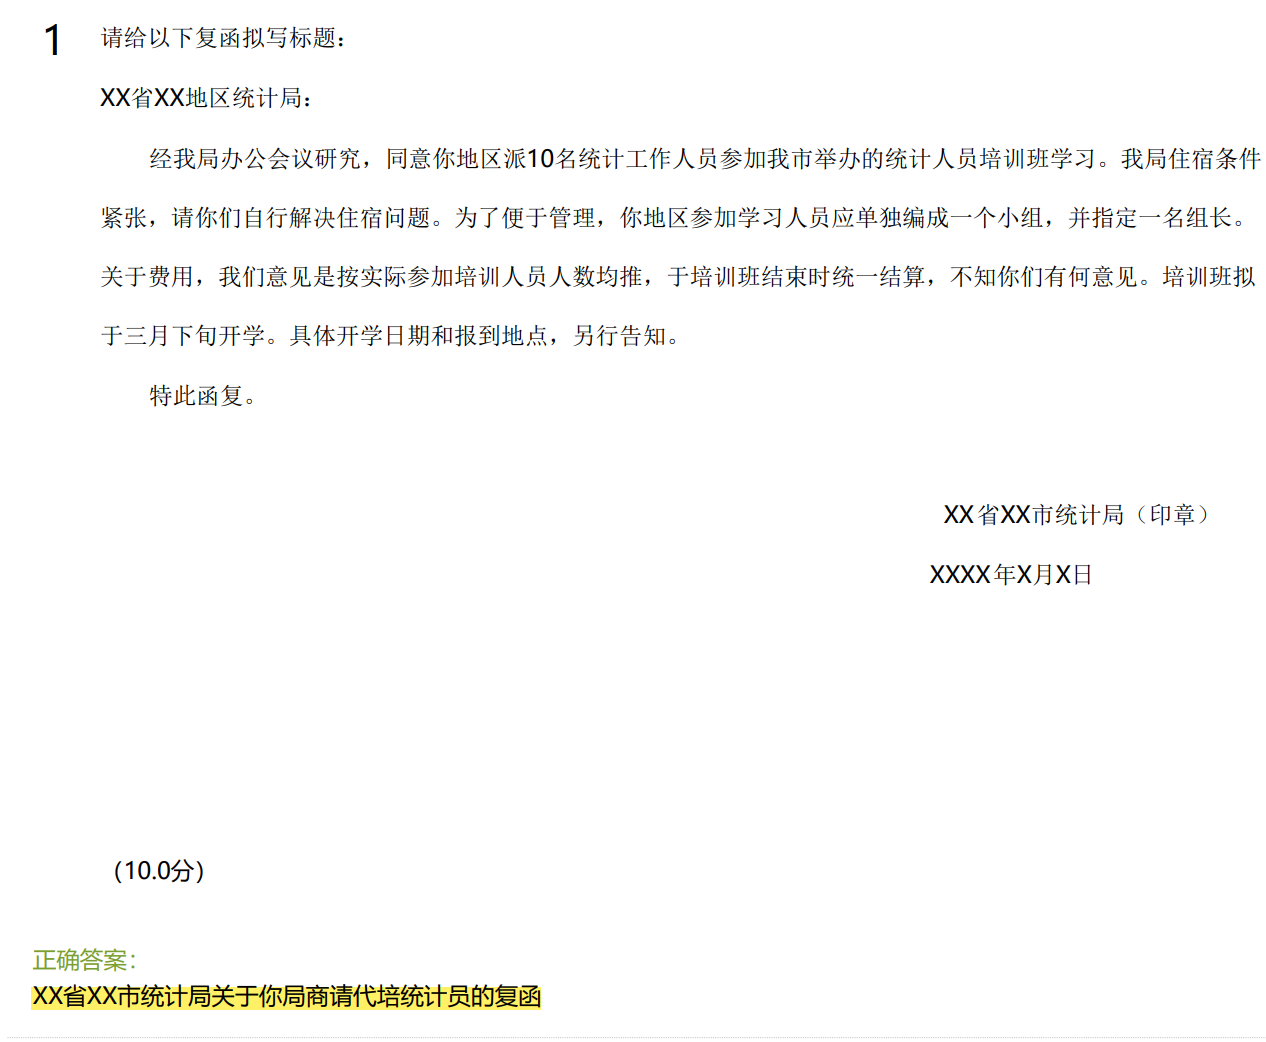 1 请给以下复函拟写标题：
XX省XX地区统计局：
经我局办公会议研究，同意你地区派10名统计工作人员参加我市举办的统计人员培训班学习。我局住宿条件
紧张，请你们自行解决住宿问题。为了便于管理，你地区参加学习人员应单独编成一个小组，并指定一名组长。
关于费用，我们意见是按实际参加培训人员人数均推，于培训班结束时统一结算，不知你们有何意见。培训班拟
于三月下旬开学。具体开学日期和报到地点，另行告知。
特此函复。
XX省XX市统计局（印章）
XXXX年X月X日
(10.0分)
正确答案：
XX省XX市统计局关于你局商请代培统计员的复函